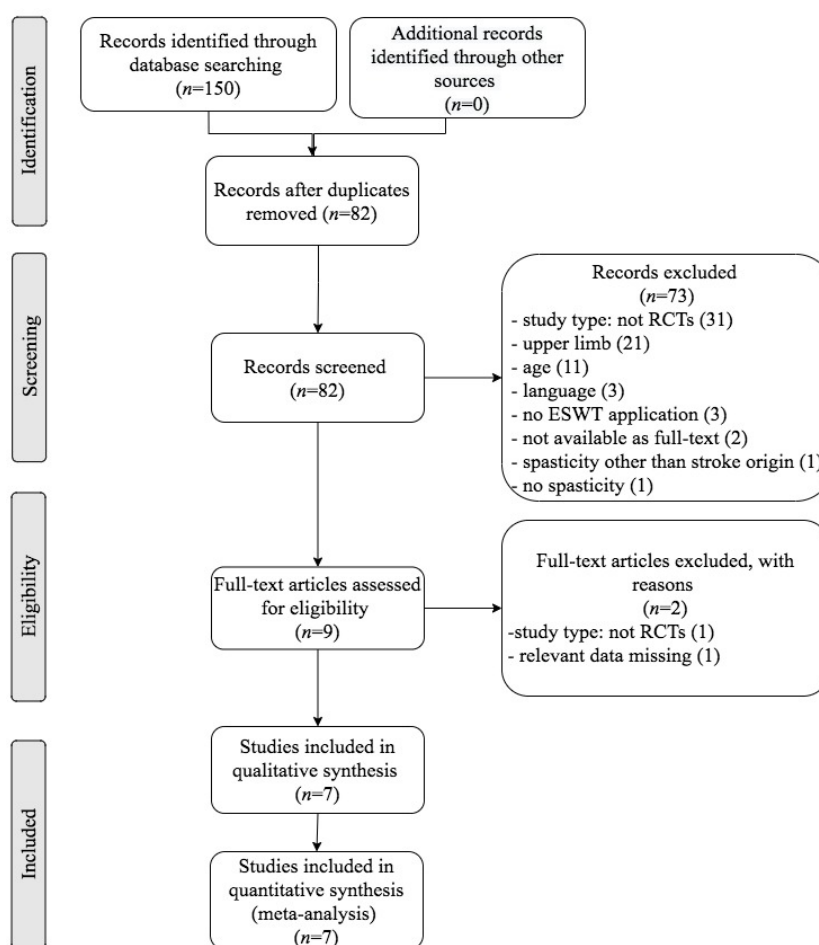 Identification
Records identified through
database searching
(n=150)
Additional records
identified through other
sources
(n=0)
Records after duplicates
removed (n=82)
Screening
Records screened
(n=82)
Records excluded
(n=73)
- study type: not RCTs (31)
- upper limb (21)
- age (11)
- language (3)
- no ESWT application (3)
- not available as full-text (2)
- spasticity other than stroke origin (1)
- no spasticity (1)
Eligibility
Full-text articles assessed
for eligibility
(n=9)
Full-text articles excluded, with
reasons
(n=2)
-study type: not RCTs (1)
- relevant data missing (1)
Included
Studies included in
qualitative synthesis
(n=7)
Studies included in
quantitative synthesis
(meta-analysis)
(n=7)